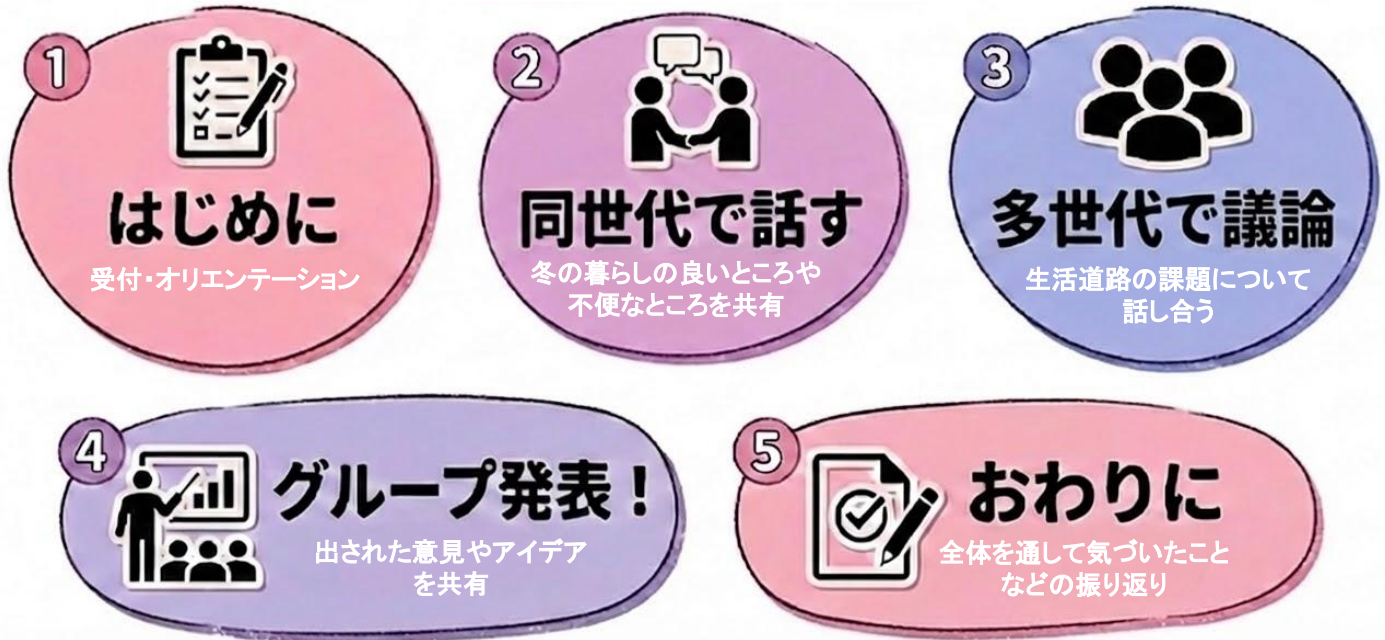 1
はじめに
受付・オリエンテーション
2
同世代で話す
冬の暮らしの良いところや
不便なところを共有
3
多世代で議論
生活道路の課題について
話し合う
4
グループ発表！
出された意見やアイデア
を共有
5
おわりに
全体を通して気づいたこと
などの振り返り